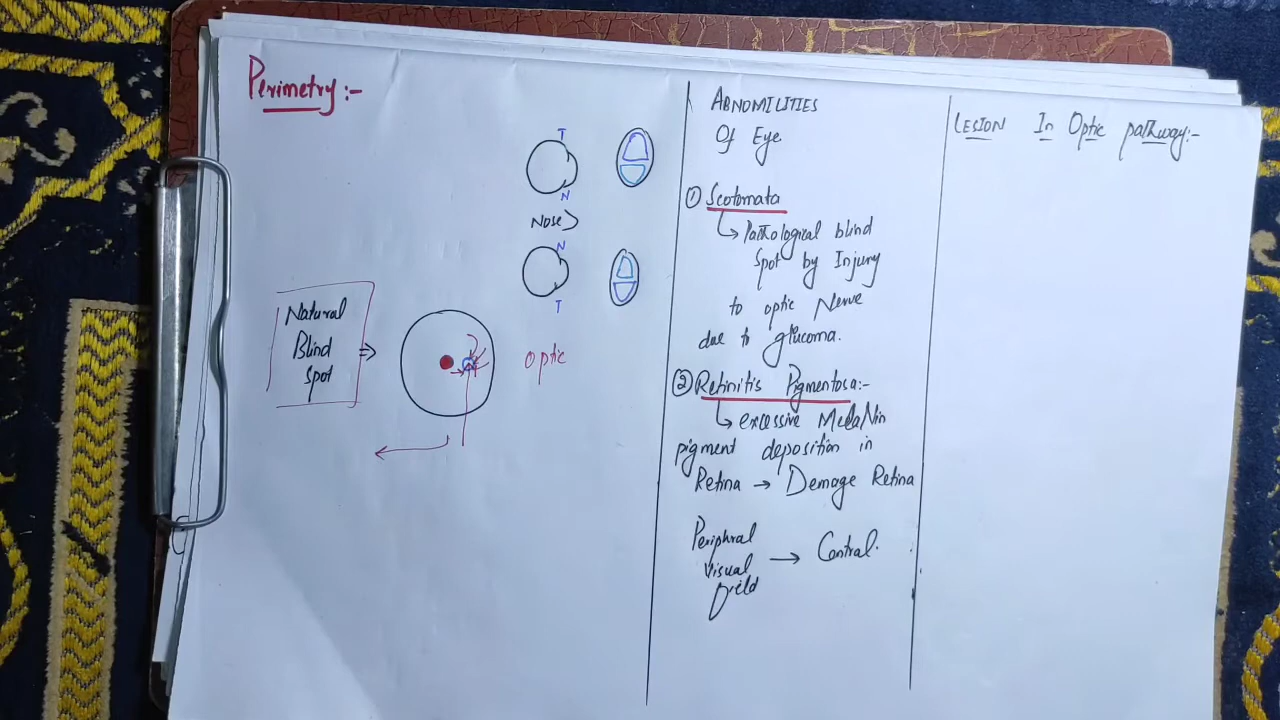 Perimetry:-
T
N
Nose
N
T
Natural
Blind
spot
optic
ABNOMILITIES
Of Eye
① Scotomata
Pathological blind
spot by Injury
to optic Nerve
due to glucoma.
② Retinitis Pigmentosa:-
excessive MelaNin
pigment deposition in
Retina → Demage Retina
Periphral
visual → Central.
field
LESION In Optic pathway:-